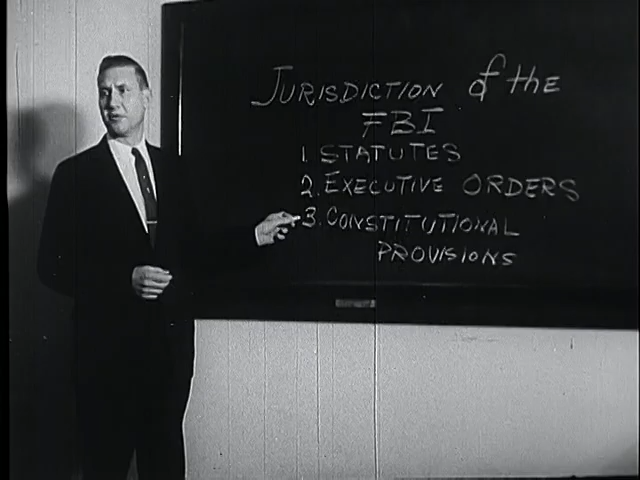 JURISDICTION of the
FBI
1. STATUTES
2. EXECUTIVE ORDERS
3. CONSTITUTIONAL
PROVISIONS